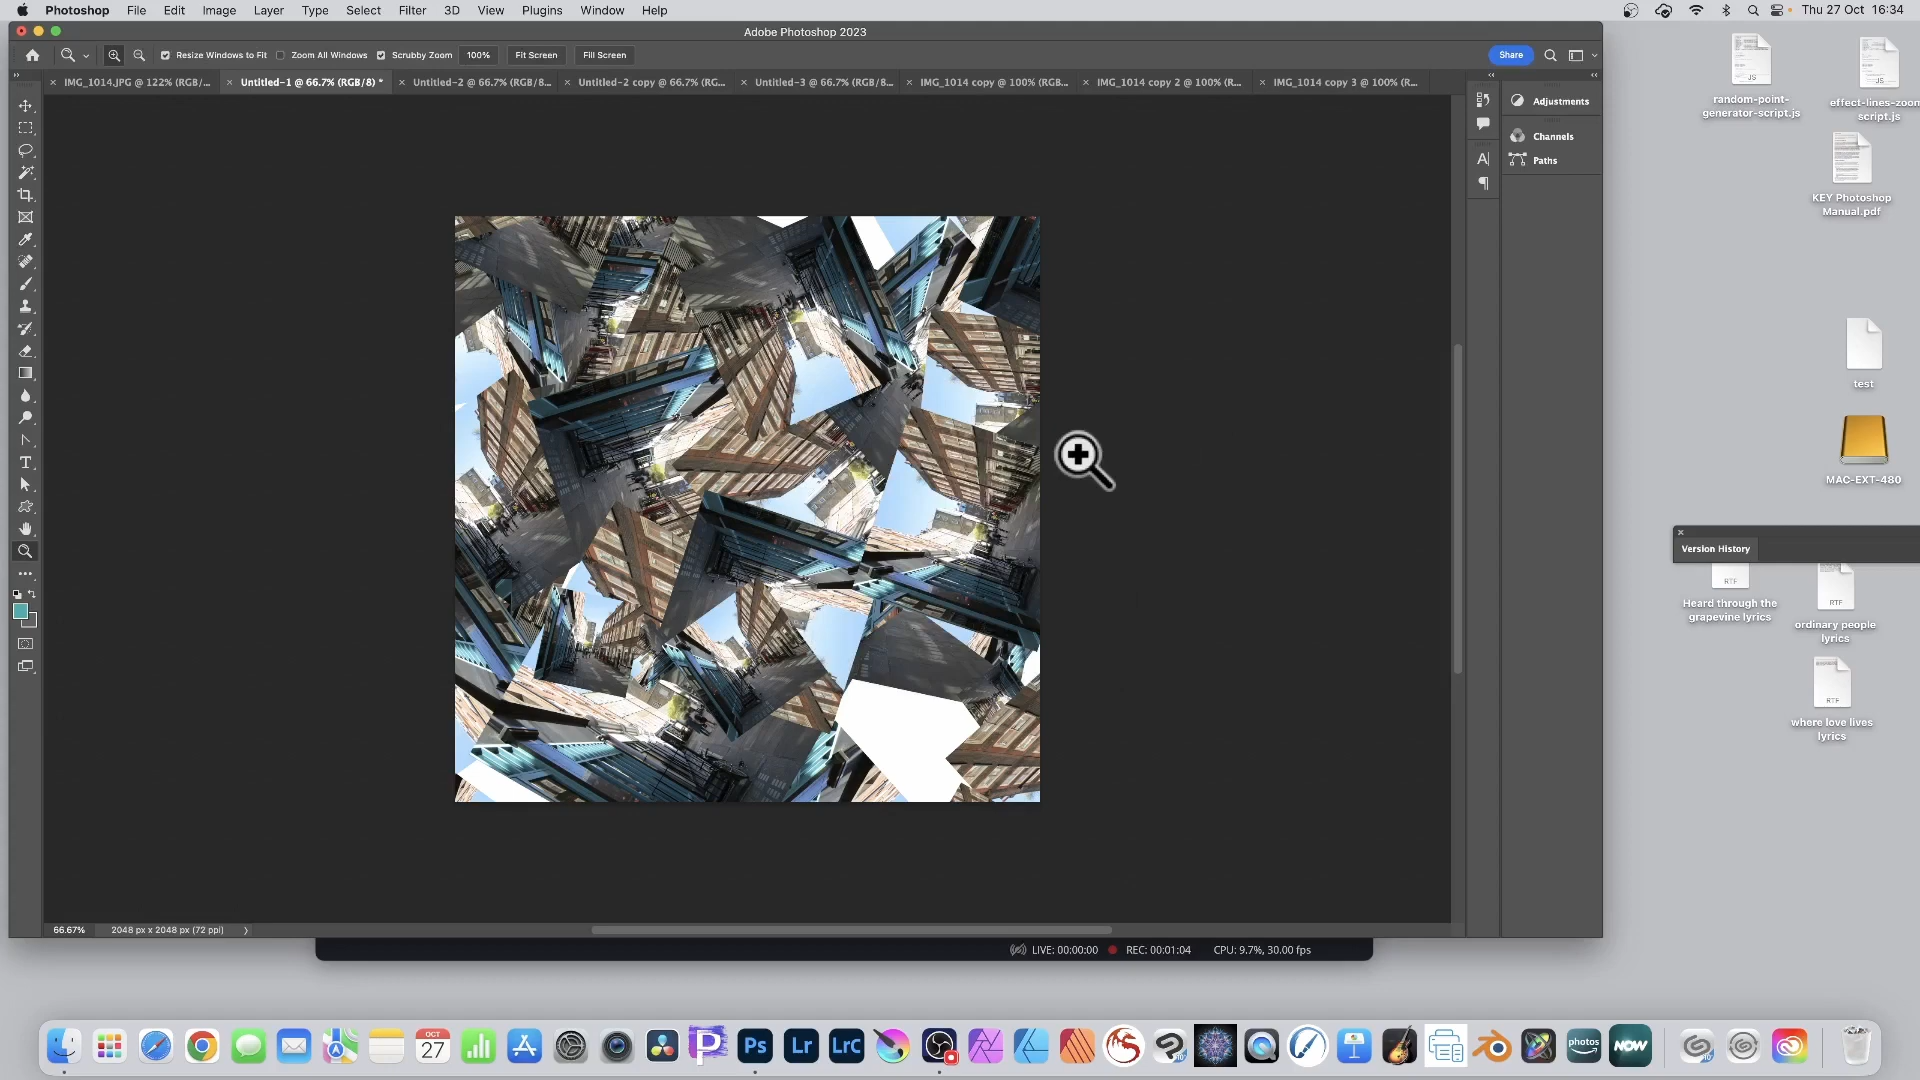 Photoshop File Edit Image Layer Type Select Filter 3D View Plugins Window Help
Thu 27 Oct 16:34
Adobe Photoshop 2023
Resize Windows to Fit Zoom All Windows Scrubby Zoom 100% Fit Screen Fill Screen
Share
IMG_1014.JPG @ 122% (RGB/... Untitled-1 @ 66.7% (RGB/8) * Untitled-2 @ 66.7% (RGB/8... Untitled-2 copy @ 66.7% (RG... Untitled-3 @ 66.7% (RGB/8... IMG_1014 copy @ 100% (RGB... IMG_1014 copy 2 @ 100% (R... IMG_1014 copy 3 @ 100% (R...
Adjustments
Channels
Paths
JS
random-point-
generator-script.js
JS
effect-lines-zoom
script.js
KEY Photoshop
Manual.pdf
test
MAC-EXT-480
Version History
RTF
Heard through the
grapevine lyrics
RTF
ordinary people
lyrics
RTF
where love lives
lyrics
66.67% 2048 px x 2048 px (72 ppi)
LIVE: 00:00:00 REC: 00:01:04 CPU: 9.7%, 30.00 fps
OCT
27
Ps
Lr
LrC
photos
NOW